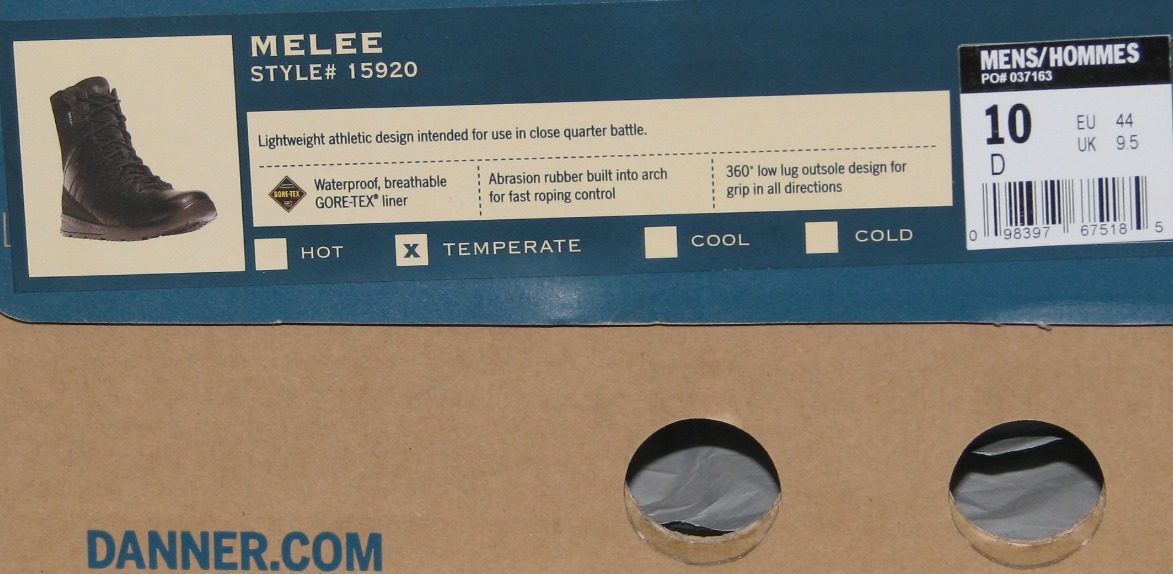 MELEE
STYLE# 15920
Lightweight athletic design intended for use in close quarter battle.
GORE-TEX
Waterproof, breathable
GORE-TEX® liner
Abrasion rubber built into arch
for fast roping control
360° low lug outsole design for
grip in all directions
HOT
X TEMPERATE
COOL
COLD
MENS/HOMMES
PO# 037163
10
D
EU 44
UK 9.5
0 98397 67518 5
DANNER.COM